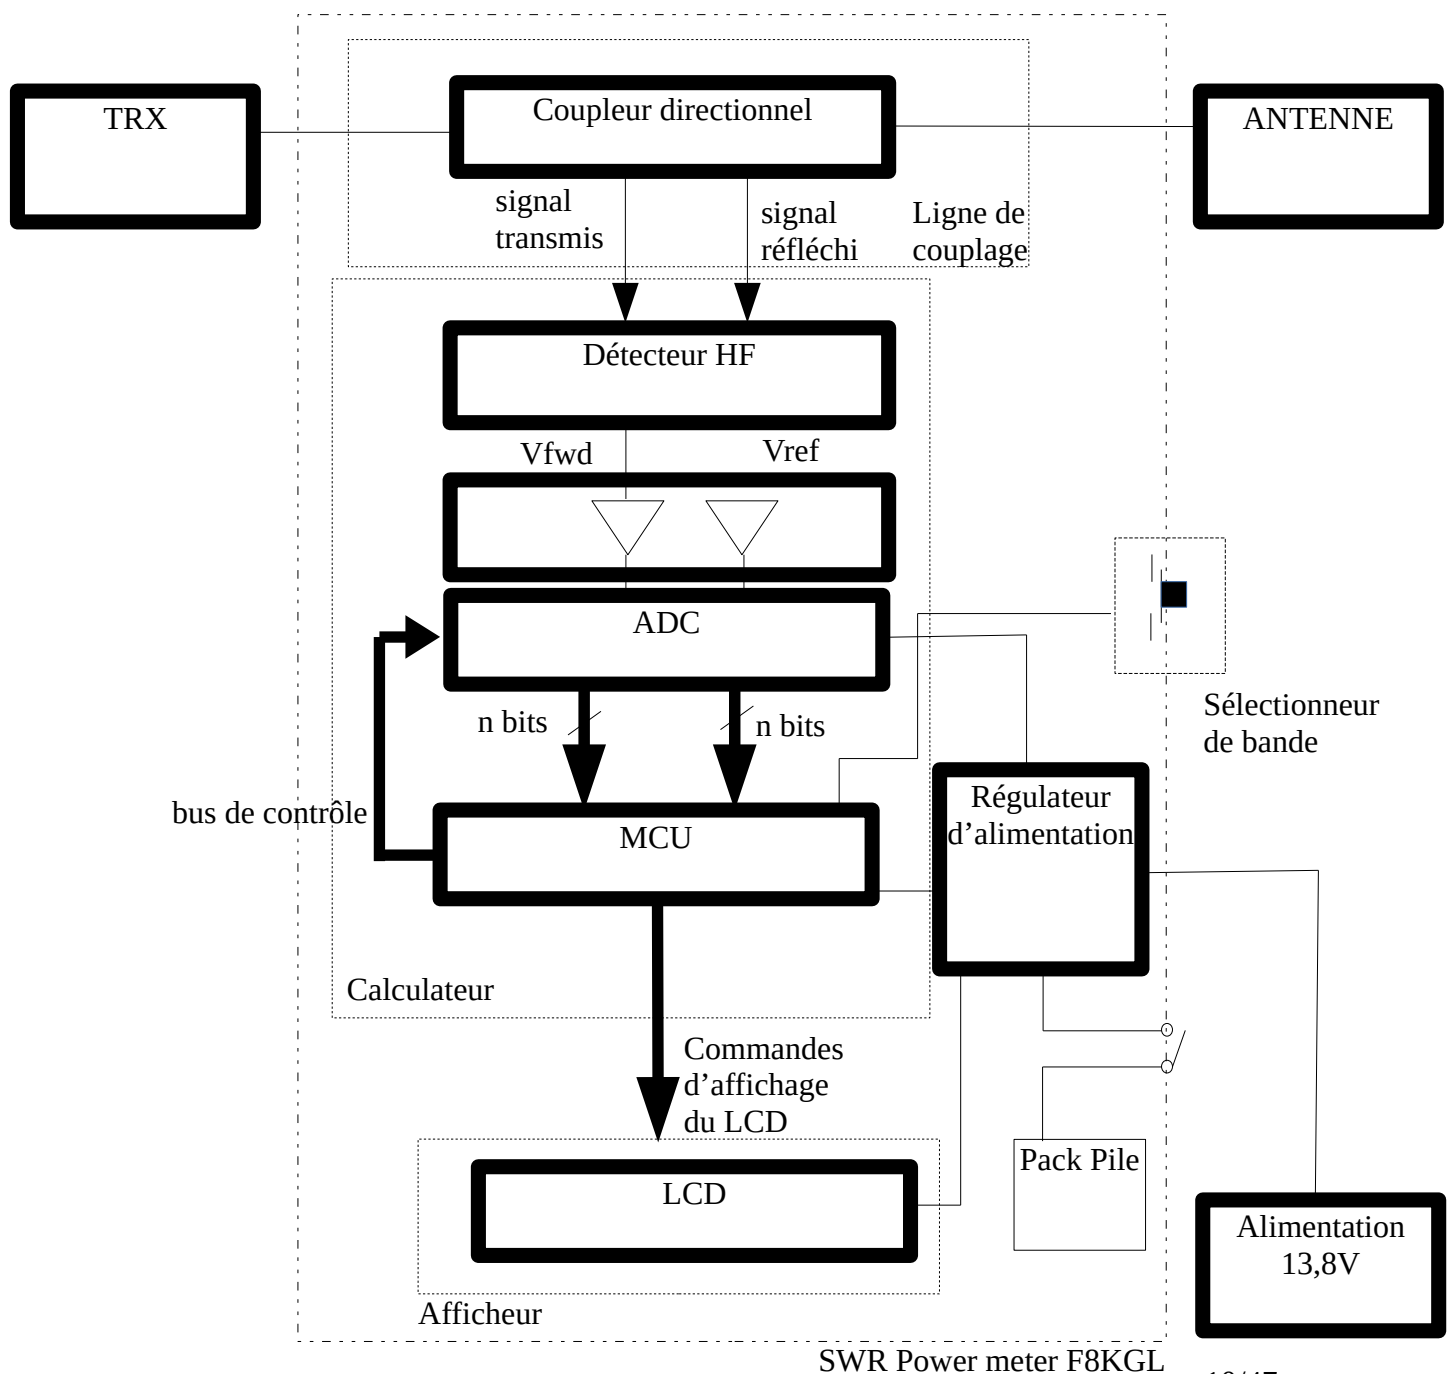 TRX
Coupleur directionnel
ANTENNE
signal
transmis
signal
réfléchi
Ligne de
couplage
Détecteur HF
Vfwd
Vref
ADC
n bits
n bits
Sélectionneur
de bande
Régulateur
d’alimentation
bus de contrôle
MCU
Calculateur
Commandes
d’affichage
du LCD
Pack Pile
LCD
Alimentation
13,8V
Afficheur
SWR Power meter F8KGL